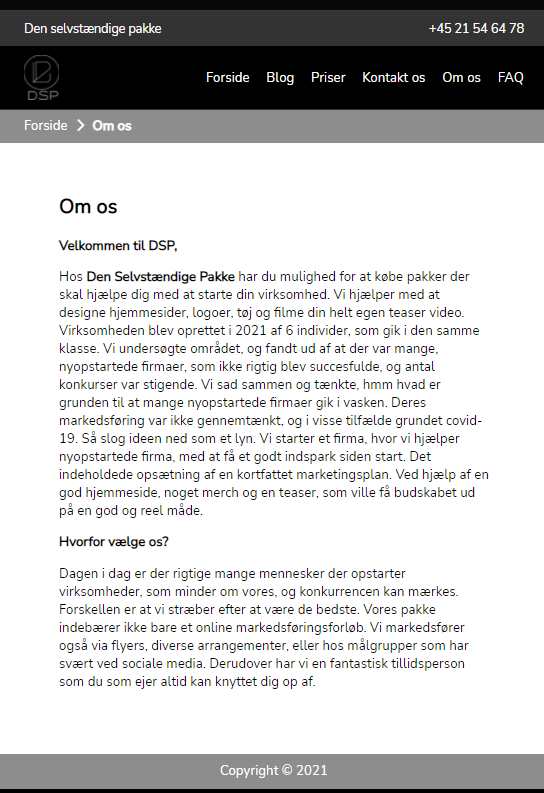 Den selvstændige pakke
+45 21 54 64 78
DSP
Forside Blog Priser Kontakt os Om os FAQ
Forside > Om os
Om os
Velkommen til DSP,
Hos Den Selvstændige Pakke har du mulighed for at købe pakker der
skal hjælpe dig med at starte din virksomhed. Vi hjælper med at
designe hjemmesider, logoer, tøj og filme din helt egen teaser video.
Virksomheden blev oprettet i 2021 af 6 individer, som gik i den samme
klasse. Vi undersøgte området, og fandt ud af at der var mange,
nyopstartede firmaer, som ikke rigtig blev succesfulde, og antal
konkurser var stigende. Vi sad sammen og tænkte, hmm hvad er
grunden til at mange nyopstartede firmaer gik i vasken. Deres
markedsføring var ikke gennemtænkt, og i visse tilfælde grundet covid-
19. Så slog ideen ned som et lyn. Vi starter et firma, hvor vi hjælper
nyopstartede firma, med at få et godt indspark siden start. Det
indeholdede opsætning af en kortfattet marketingsplan. Ved hjælp af en
god hjemmeside, noget merch og en teaser, som ville få budskabet ud
på en god og reel måde.
Hvorfor vælge os?
Dagen i dag er der rigtige mange mennesker der opstarter
virksomheder, som minder om vores, og konkurrencen kan mærkes.
Forskellen er at vi stræber efter at være de bedste. Vores pakke
indebærer ikke bare et online markedsføringsforløb. Vi markedsfører
også via flyers, diverse arrangementer, eller hos målgrupper som har
svært ved sociale media. Derudover har vi en fantastisk tillidsperson
som du som ejer altid kan knyttet dig op af.
Copyright © 2021